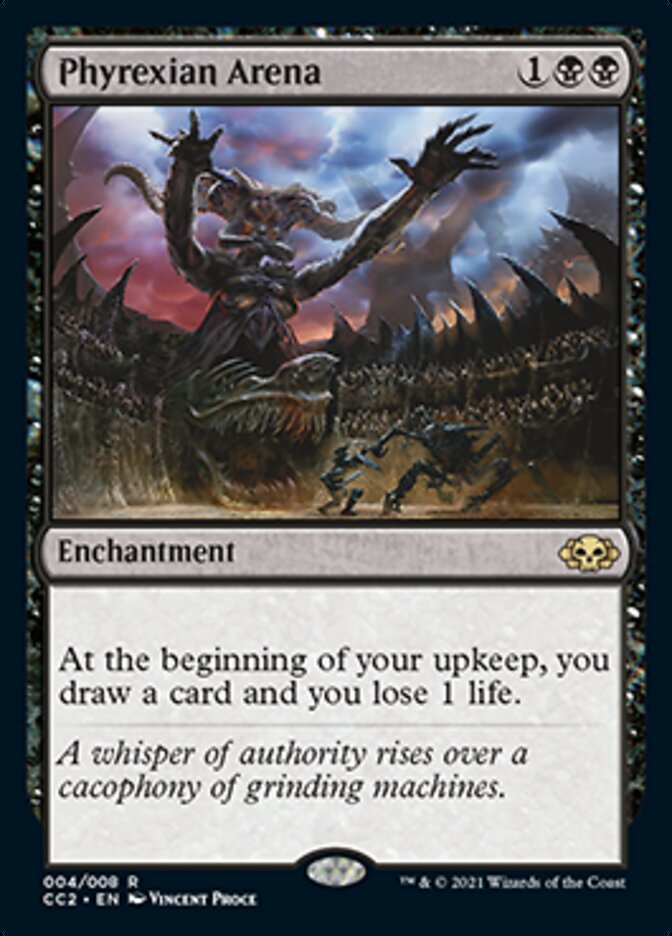 Phyrexian Arena 1
Enchantment
At the beginning of your upkeep, you
draw a card and you lose 1 life.
A whisper of authority rises over a
cacophony of grinding machines.
004/008 R
CC2 • EN Vincent Proce
™ & © 2021 Wizards of the Coast